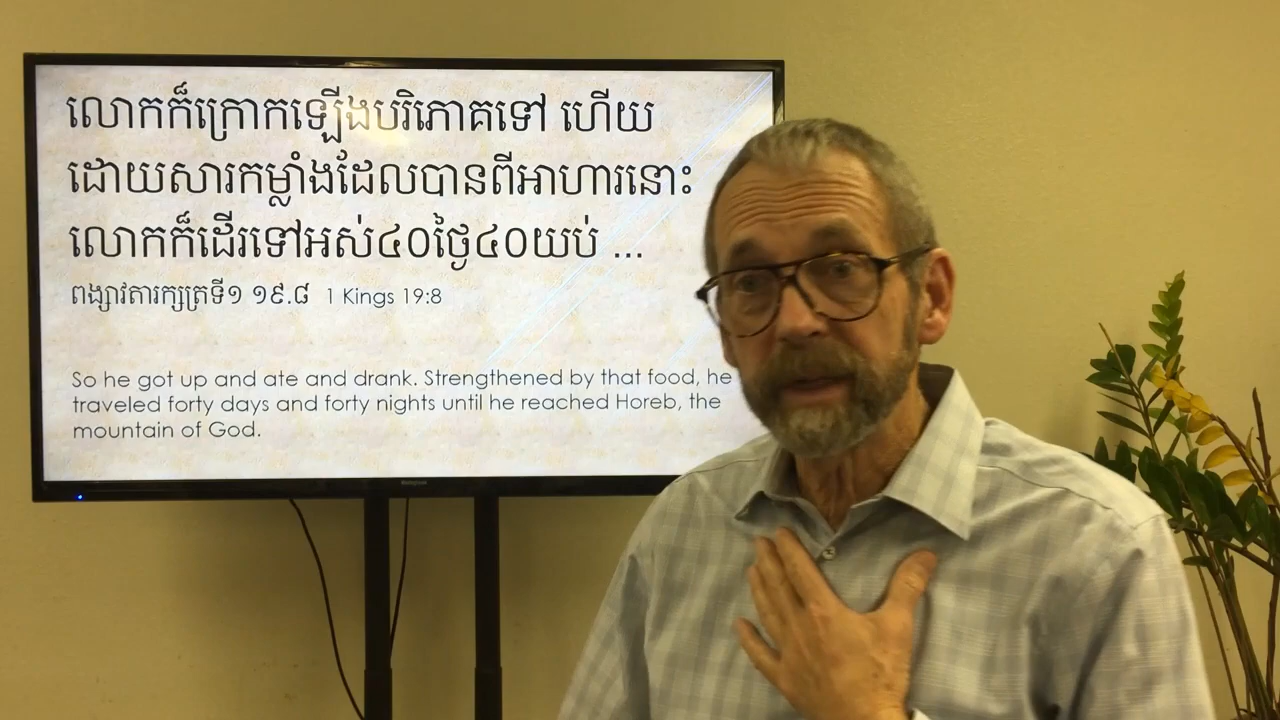 លោកក៏ក្រោកឡើងបរិភោគទៅ ហើយ
ដោយសារកម្លាំងដែលបានពីអាហារនោះ
លោកក៏ដើរទៅអស់៤០ថ្ងៃ៤០យប់ ...
ពង្សាវតារក្សត្រទី១ ១៩.៨ 1 Kings 19:8
So he got up and ate and drank. Strengthened by that food, he
traveled forty days and forty nights until he reached Horeb, the
mountain of God.